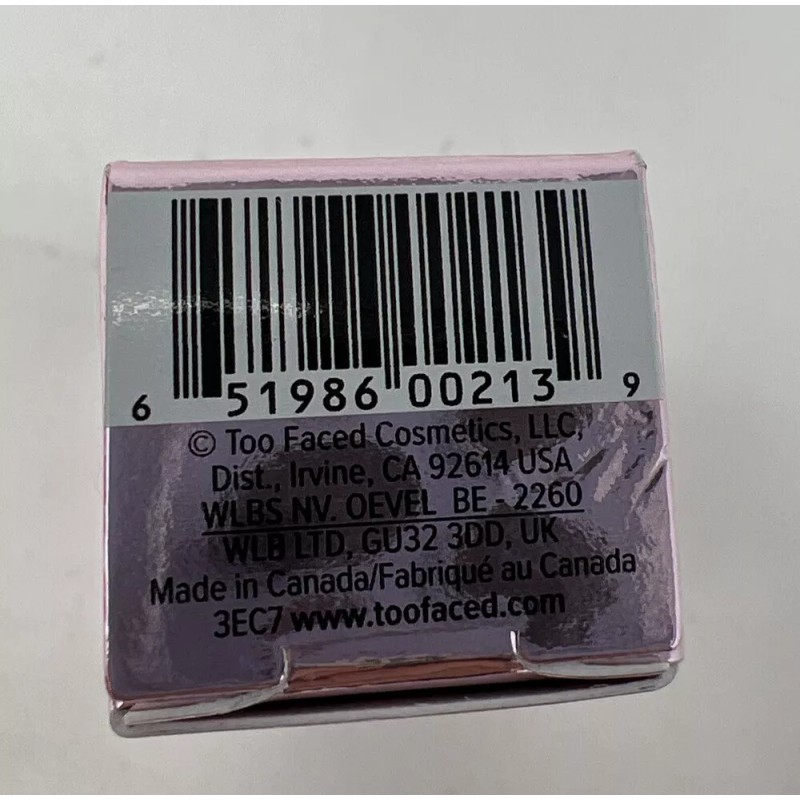 6 51986 00213 9
© Too Faced Cosmetics, LLC,
Dist., Irvine, CA 92614 USA
WLBS NV. OEVEL BE - 2260
WLB LTD, GU32 3DD, UK
Made in Canada/Fabriqué au Canada
3EC7 www.toofaced.com